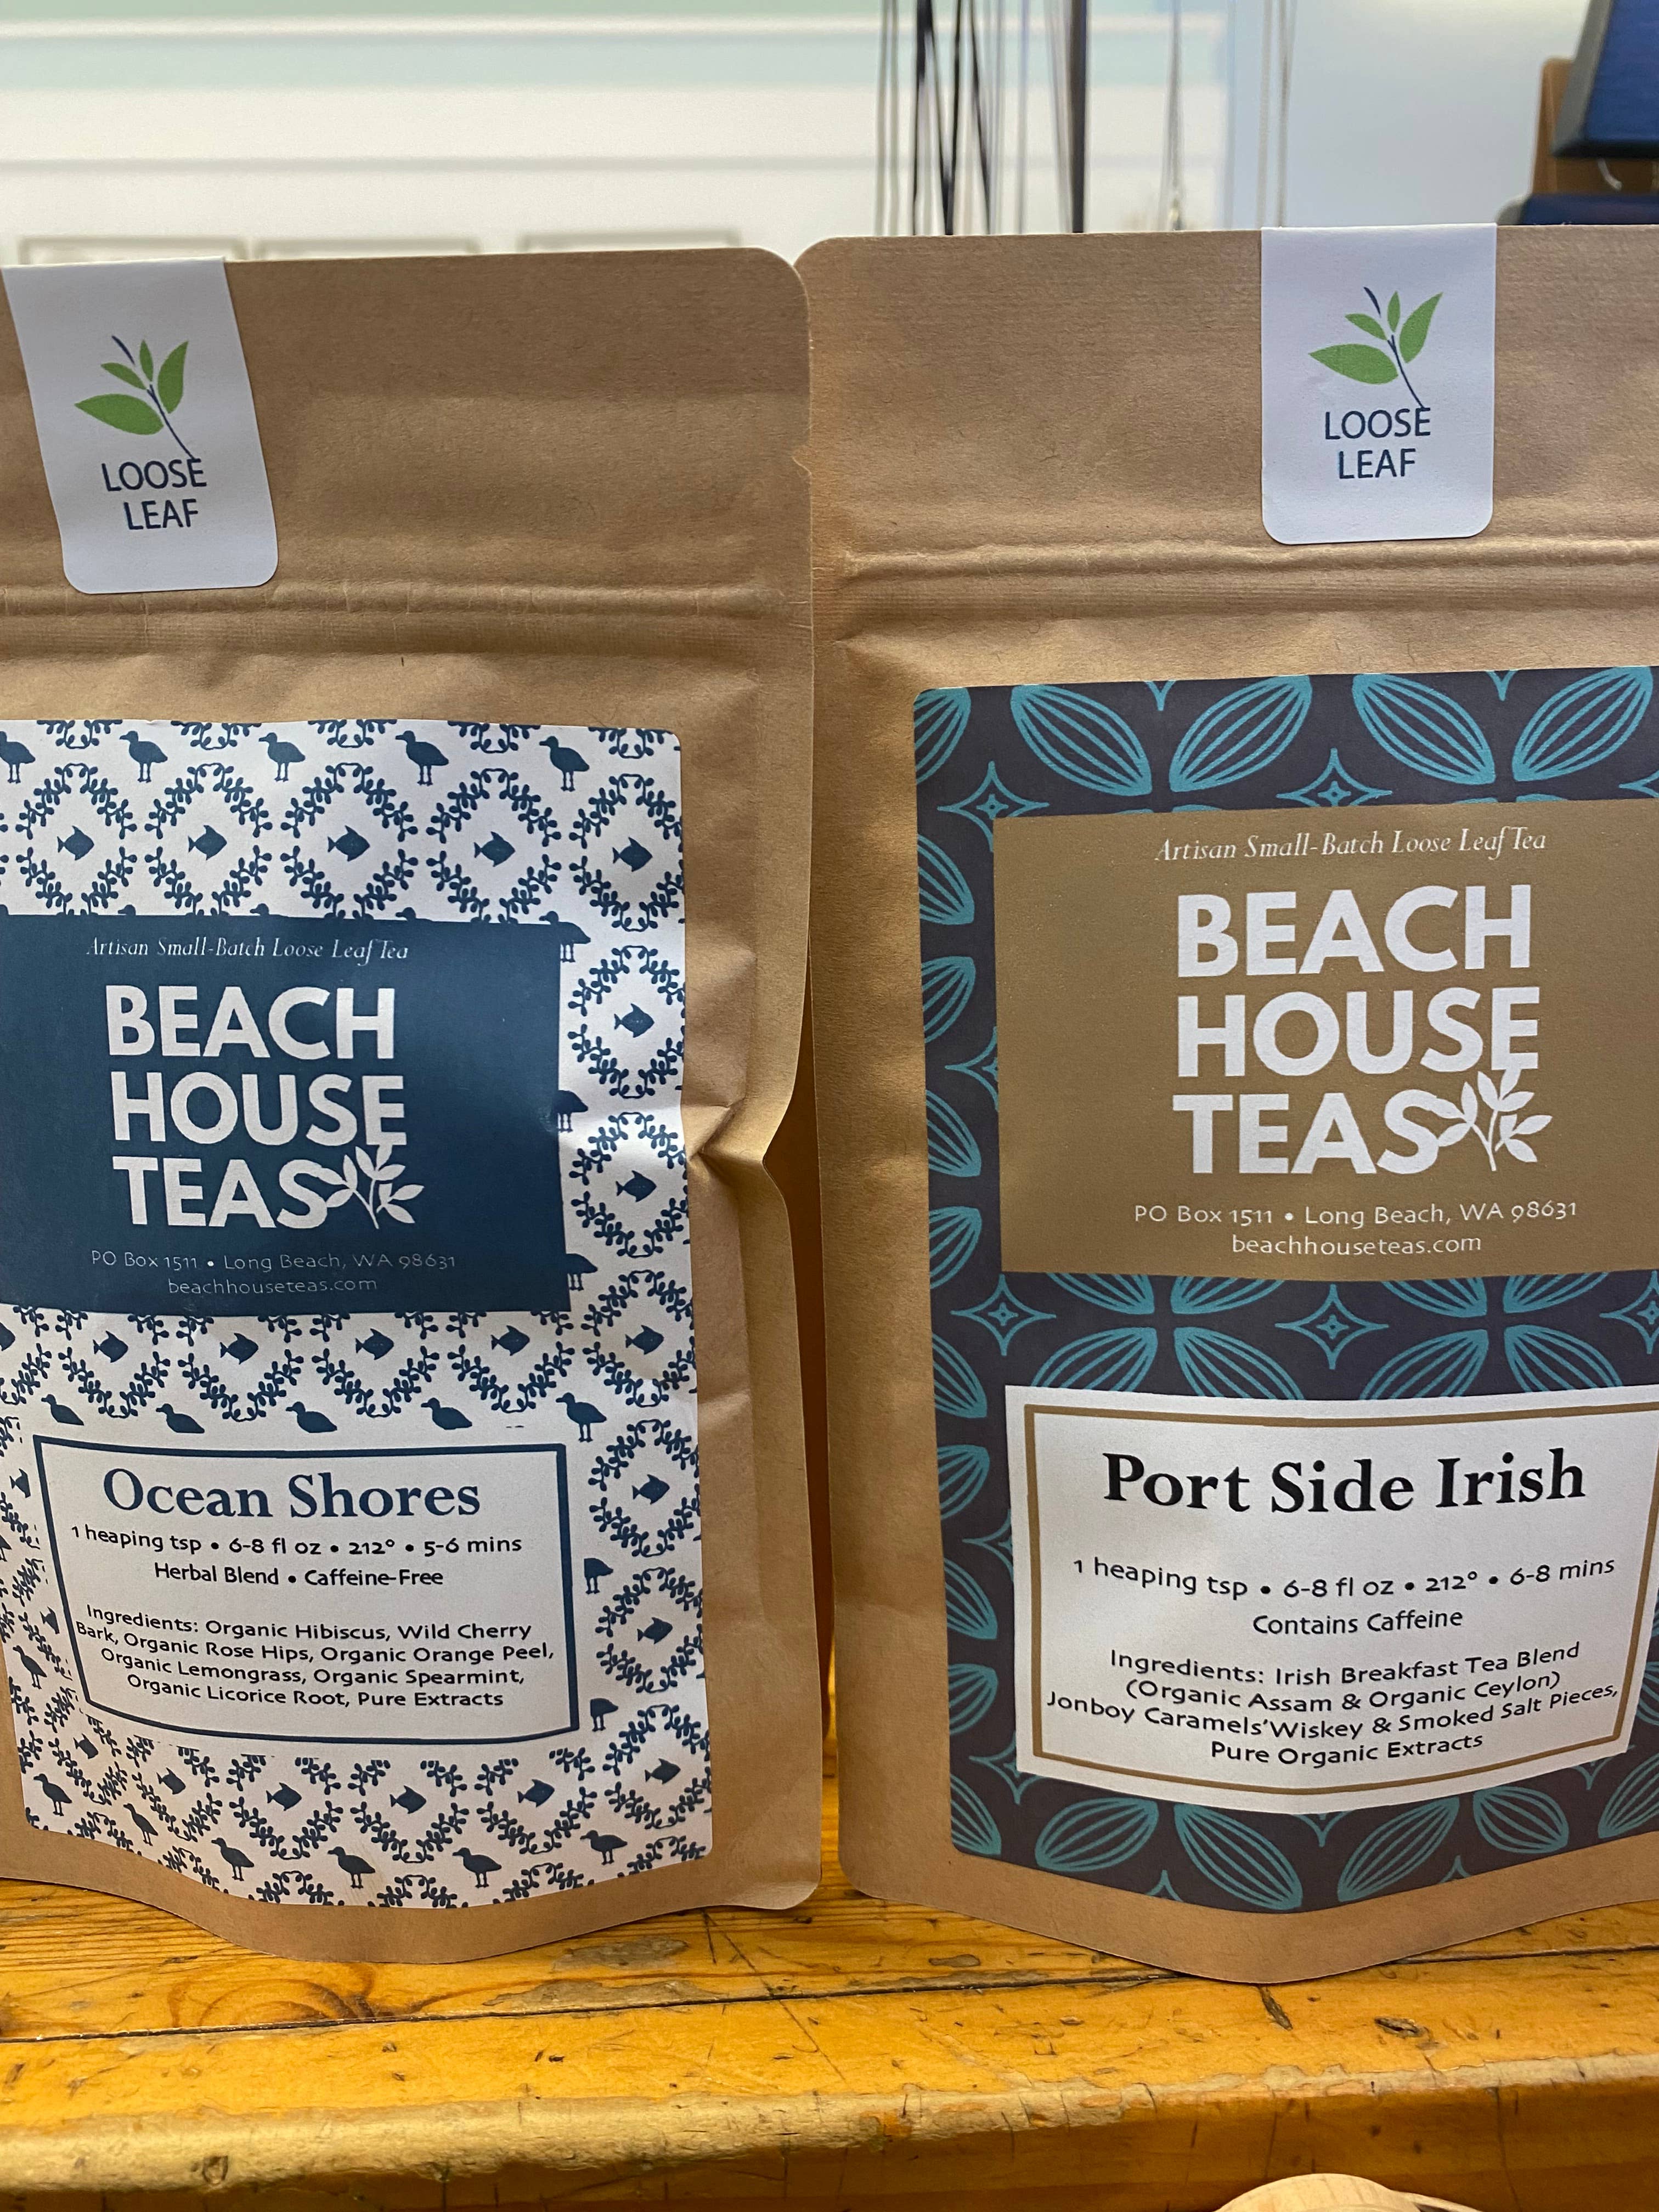 LOOSE
LEAF
Artisan Small-Batch Loose Leaf Tea
BEACH
HOUSE
TEAS
PO Box 1511 • Long Beach, WA 98631
beachhouseteas.com
Ocean Shores
1 heaping tsp • 6-8 fl oz • 212° • 5-6 mins
Herbal Blend • Caffeine-Free
Ingredients: Organic Hibiscus, Wild Cherry
Bark, Organic Rose Hips, Organic Orange Peel,
Organic Lemongrass, Organic Spearmint,
Organic Licorice Root, Pure Extracts
LOOSE
LEAF
Artisan Small-Batch Loose Leaf Tea
BEACH
HOUSE
TEAS
PO Box 1511 • Long Beach, WA 98631
beachhouseteas.com
Port Side Irish
1 heaping tsp • 6-8 fl oz • 212° • 6-8 mins
Contains Caffeine
Ingredients: Irish Breakfast Tea Blend
(Organic Assam & Organic Ceylon)
Jonboy Caramels'Wiskey & Smoked Salt Pieces,
Pure Organic Extracts